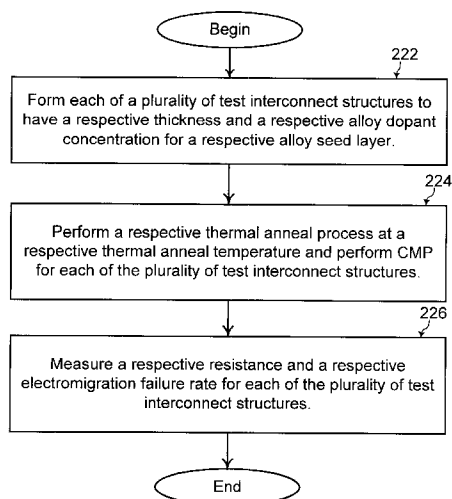 Begin
222
Form each of a plurality of test interconnect structures to
have a respective thickness and a respective alloy dopant
concentration for a respective alloy seed layer.
224
Perform a respective thermal anneal process at a
respective thermal anneal temperature and perform CMP
for each of the plurality of test interconnect structures.
226
Measure a respective resistance and a respective
electromigration failure rate for each of the plurality of test
interconnect structures.
End